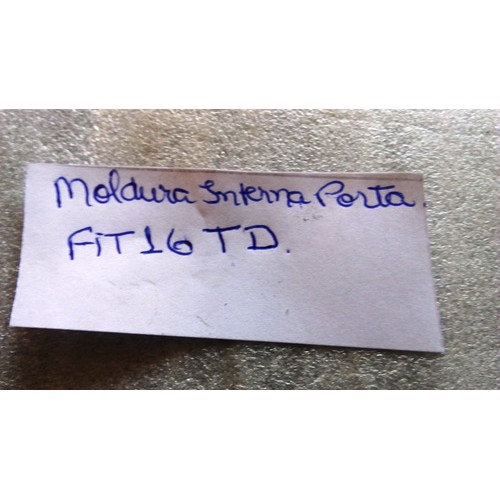 Moldura Interna Porta.
FiT16 TD.